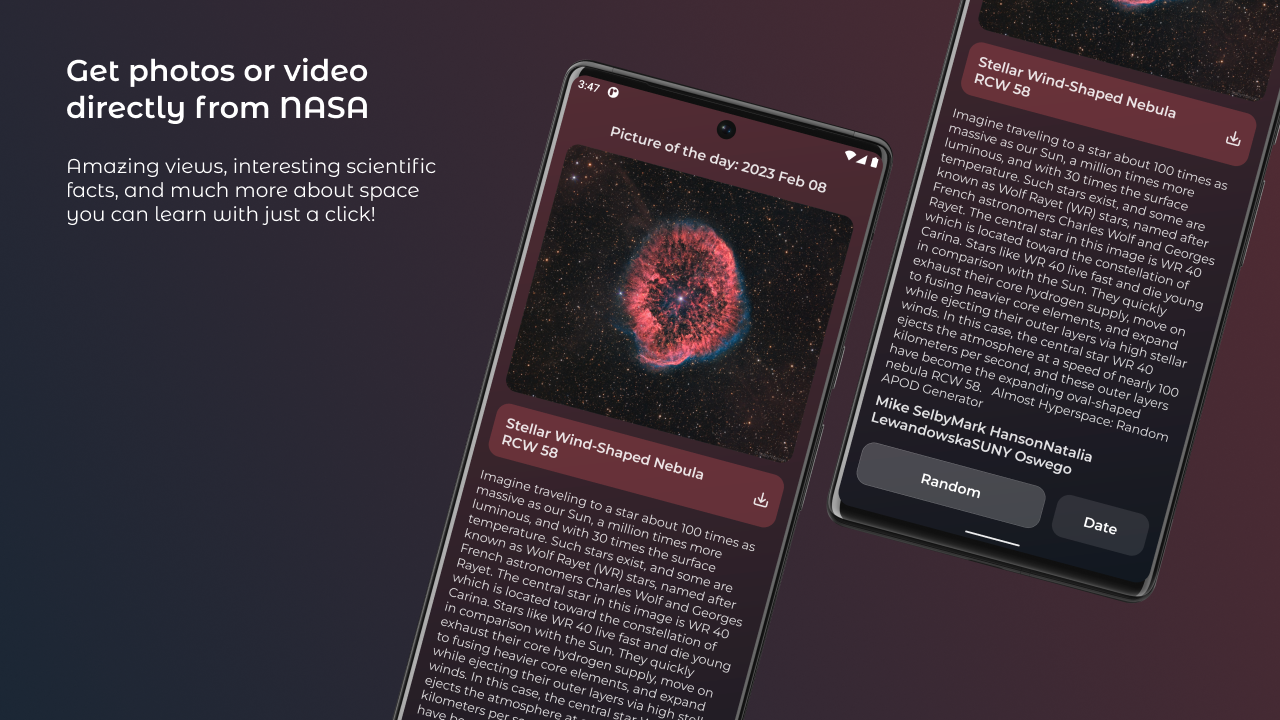 Get photos or video
directly from NASA
Amazing views, interesting scientific
facts, and much more about space
you can learn with just a click!
3:47
Picture of the day: 2023 Feb 08
Stellar Wind-Shaped Nebula
RCW 58
Imagine traveling to a star about 100 times as
massive as our Sun, a million times more
luminous, and with 30 times the surface
temperature. Such stars exist, and some are
known as Wolf Rayet (WR) stars, named after
French astronomers Charles Wolf and Georges
Rayet. The central star in this image is WR 40
which is located toward the constellation of
Carina. Stars like WR 40 live fast and die young
in comparison with the Sun. They quickly
exhaust their core hydrogen supply, move on
to fusing heavier core elements, and expand
while ejecting their outer layers via high stellar
winds. In this case, the central star WR 40
ejects the atmosphere at a speed of nearly 100
kilometers per
have
Stellar Wind-Shaped Nebula
RCW 58
Imagine traveling to a star about 100 times as
massive as our Sun, a million times more
luminous, and with 30 times the surface
temperature. Such stars exist, and some are
known as Wolf Rayet (WR) stars, named after
French astronomers Charles Wolf and Georges
Rayet. The central star in this image is WR 40
which is located toward the constellation of
Carina. Stars like WR 40 live fast and die young
in comparison with the Sun. They quickly
exhaust their core hydrogen supply, move on
to fusing heavier core elements, and expand
while ejecting their outer layers via high stellar
winds. In this case, the central star WR 40
ejects the atmosphere at a speed of nearly 100
kilometers per second, and these outer layers
have become the expanding oval-shaped
nebula RCW 58. Almost Hyperspace: Random
APOD Generator
Mike SelbyMark HansonNatalia
LewandowskaSUNY Oswego
Random
Date